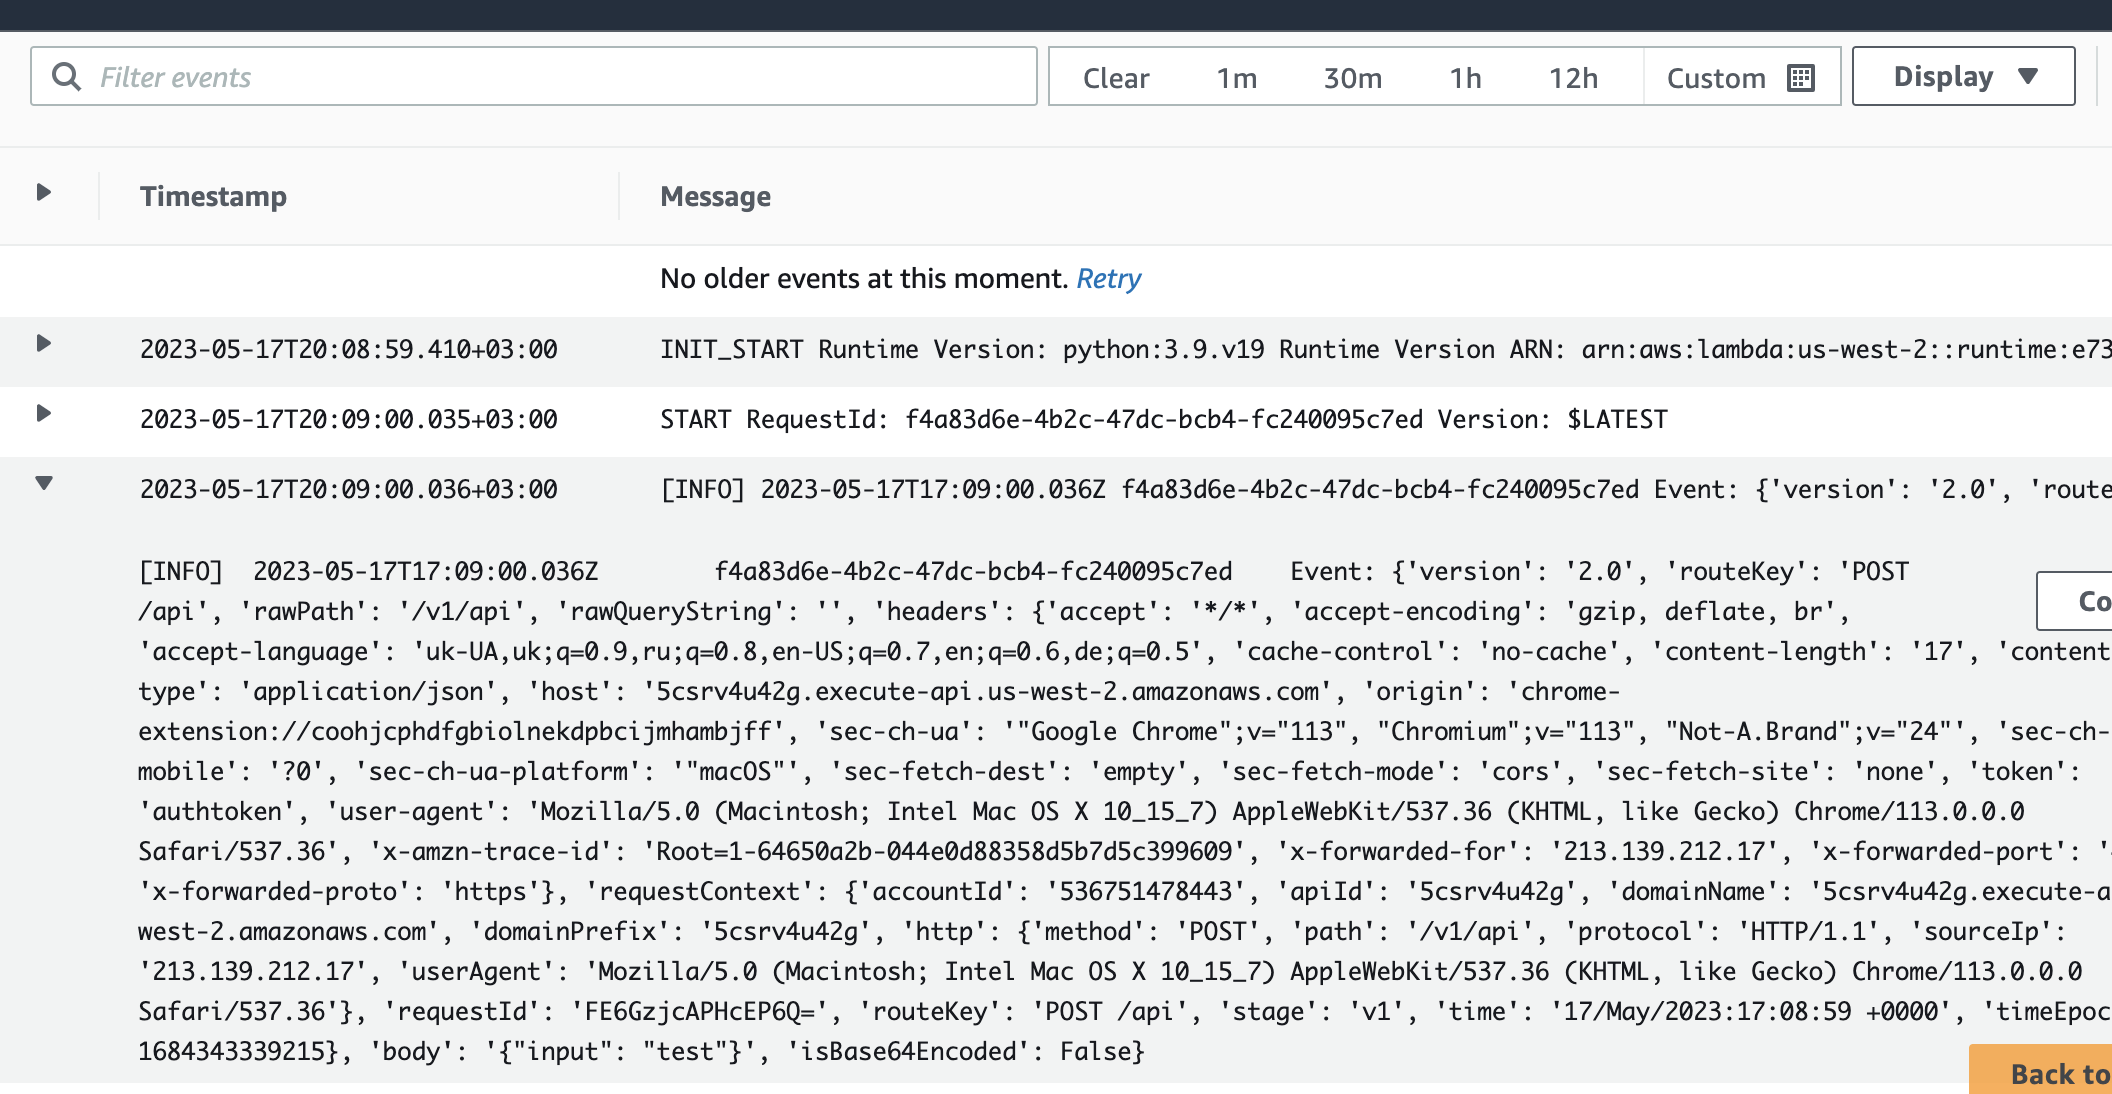 Filter events
Clear 1m 30m 1h 12h Custom Display
Timestamp Message
No older events at this moment. Retry
2023-05-17T20:08:59.410+03:00 INIT_START Runtime Version: python:3.9.v19 Runtime Version ARN: arn:aws:lambda:us-west-2::runtime:e73
2023-05-17T20:09:00.035+03:00 START RequestId: f4a83d6e-4b2c-47dc-bcb4-fc240095c7ed Version: $LATEST
2023-05-17T20:09:00.036+03:00 [INFO] 2023-05-17T17:09:00.036Z f4a83d6e-4b2c-47dc-bcb4-fc240095c7ed Event: {'version': '2.0', 'route
[INFO] 2023-05-17T17:09:00.036Z f4a83d6e-4b2c-47dc-bcb4-fc240095c7ed Event: {'version': '2.0', 'routeKey': 'POST
Co
/api', 'rawPath': '/v1/api', 'rawQueryString': '', 'headers': {'accept': '*/*', 'accept-encoding': 'gzip, deflate, br',
'accept-language': 'uk-UA,uk;q=0.9,ru;q=0.8,en-US;q=0.7,en;q=0.6,de;q=0.5', 'cache-control': 'no-cache', 'content-length': '17', 'content
type': 'application/json', 'host': '5csrv4u42g.execute-api.us-west-2.amazonaws.com', 'origin': 'chrome-
extension://coohjcphdfgbiolnekdpbcijmhambjff', 'sec-ch-ua': '"Google Chrome";v="113", "Chromium";v="113", "Not-A.Brand";v="24"', 'sec-ch-
mobile': '?0', 'sec-ch-ua-platform': '"macOS"', 'sec-fetch-dest': 'empty', 'sec-fetch-mode': 'cors', 'sec-fetch-site': 'none', 'token':
'authtoken', 'user-agent': 'Mozilla/5.0 (Macintosh; Intel Mac OS X 10_15_7) AppleWebKit/537.36 (KHTML, like Gecko) Chrome/113.0.0.0
Safari/537.36', 'x-amzn-trace-id': 'Root=1-64650a2b-044e0d88358d5b7d5c399609', 'x-forwarded-for': '213.139.212.17', 'x-forwarded-port': '
'x-forwarded-proto': 'https'}, 'requestContext': {'accountId': '536751478443', 'apiId': '5csrv4u42g', 'domainName': '5csrv4u42g.execute-a
west-2.amazonaws.com', 'domainPrefix': '5csrv4u42g', 'http': {'method': 'POST', 'path': '/v1/api', 'protocol': 'HTTP/1.1', 'sourceIp':
'213.139.212.17', 'userAgent': 'Mozilla/5.0 (Macintosh; Intel Mac OS X 10_15_7) AppleWebKit/537.36 (KHTML, like Gecko) Chrome/113.0.0.0
Safari/537.36'}, 'requestId': 'FE6GzjcAPHcEP6Q=', 'routeKey': 'POST /api', 'stage': 'v1', 'time': '17/May/2023:17:08:59 +0000', 'timeEpoc
1684343339215}, 'body': '{"input": "test"}', 'isBase64Encoded': False}
Back to